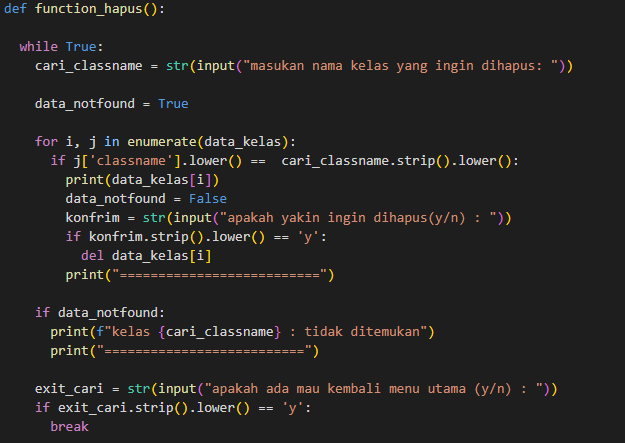 def function_hapus():
while True:
cari_classname = str(input("masukan nama kelas yang ingin dihapus: "))
data_notfound = True
for i, j in enumerate(data_kelas):
if j['classname'].lower() ==  cari_classname.strip().lower():
print(data_kelas[i])
data_notfound = False
konfrim = str(input("apakah yakin ingin dihapus(y/n) : "))
if konfrim.strip().lower() == 'y':
del data_kelas[i]
print("==========================")
if data_notfound:
print(f"kelas {cari_classname} : tidak ditemukan")
print("==========================")
exit_cari = str(input("apakah ada mau kembali menu utama (y/n) : "))
if exit_cari.strip().lower() == 'y':
break